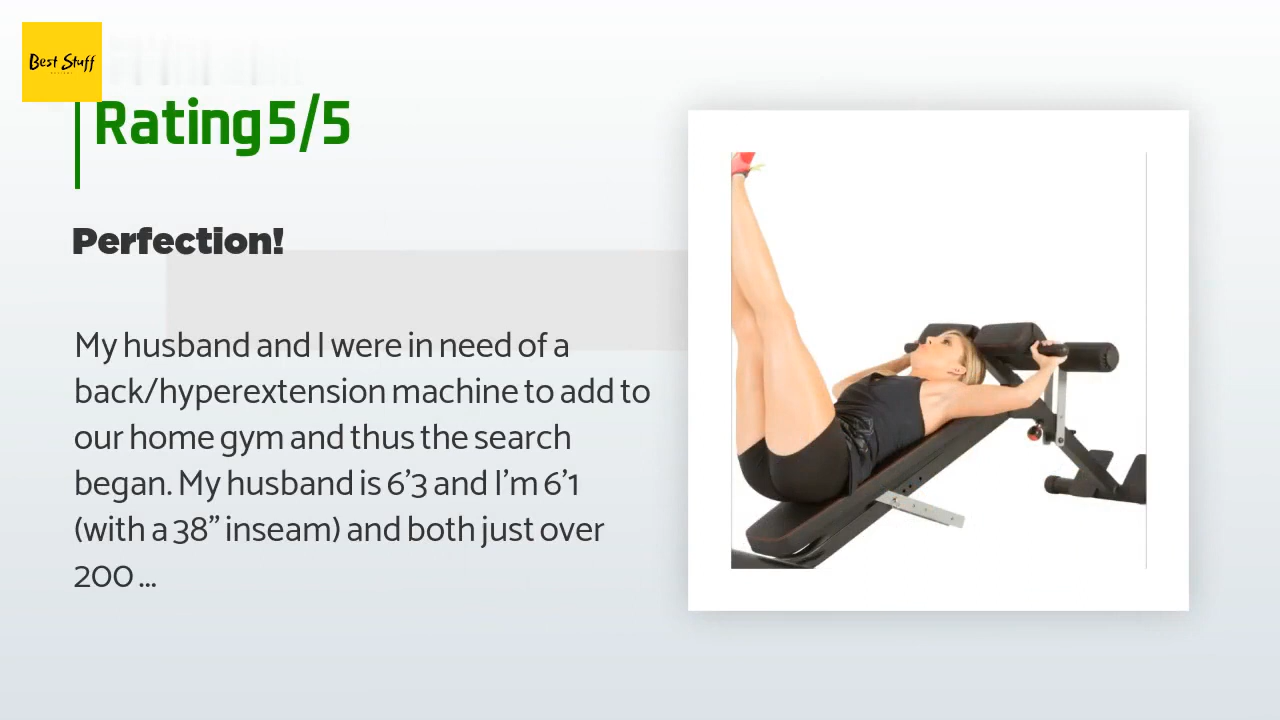 Best Stuff
Rating 5/5
Perfection!
My husband and I were in need of a
back/hyperextension machine to add to
our home gym and thus the search
began. My husband is 6’3 and I’m 6’1
(with a 38” inseam) and both just over
200 ...